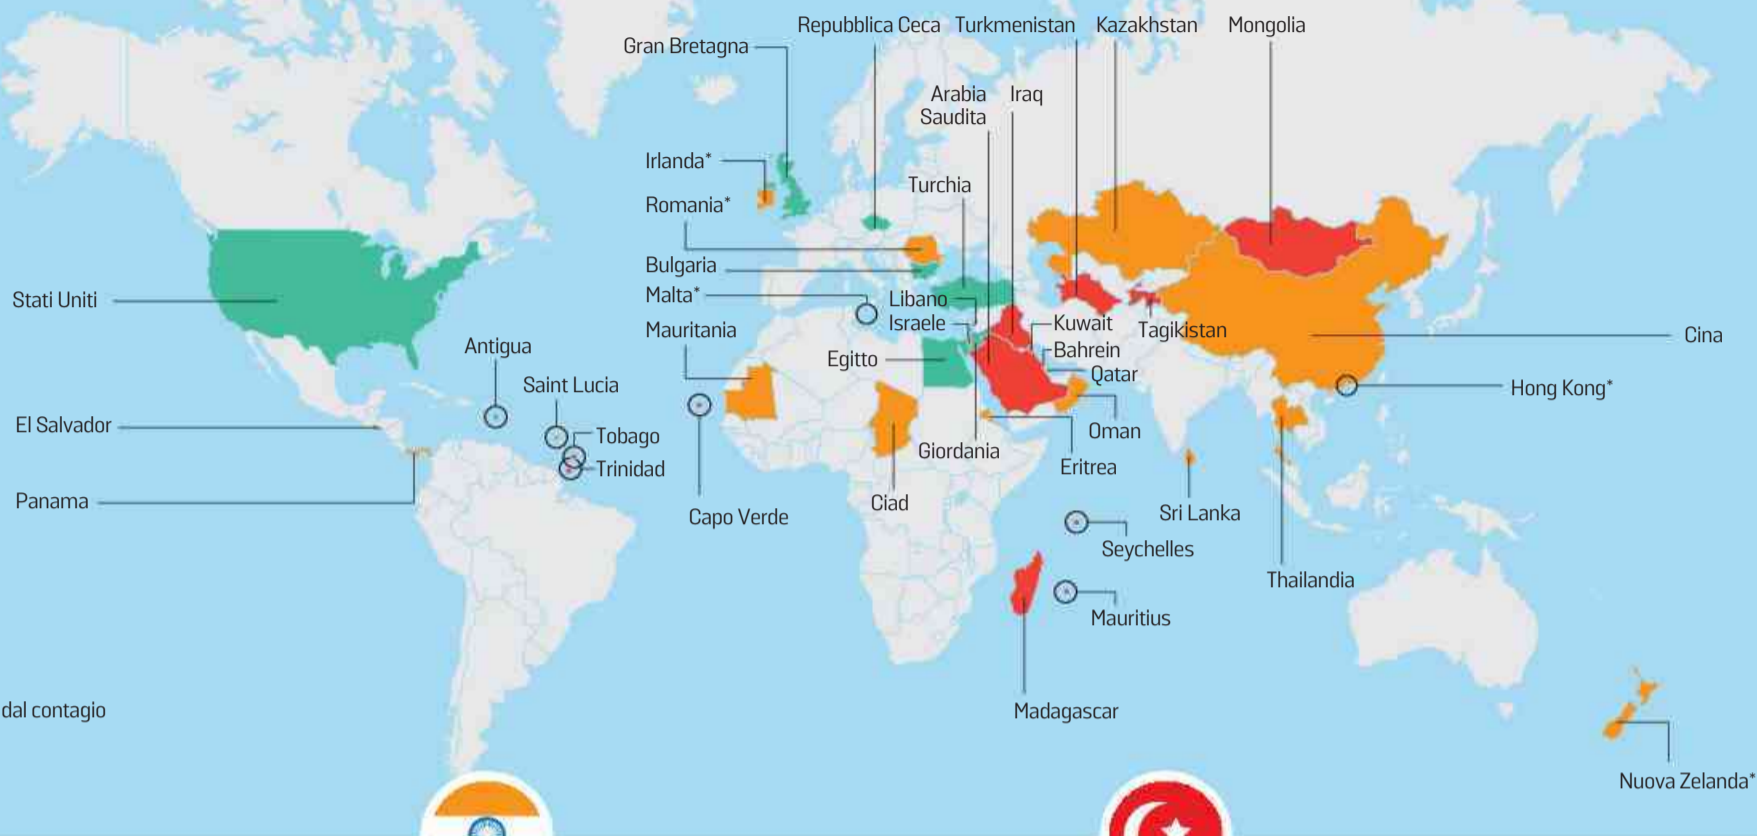 Repubblica Ceca
Turkmenistan
Kazakhstan
Mongolia
Gran Bretagna
Arabia
Saudita
Iraq
Irlanda*
Turchia
Romania*
Bulgaria
Malta*
Libano
Stati Uniti
Israele
Kuwait
Tagikistan
Mauritania
Cina
Antigua
Bahrein
Egitto
Qatar
Saint Lucia
Hong Kong*
El Salvador
Oman
Tobago
Giordania
Trinidad
Eritrea
Panama
Ciad
Sri Lanka
Capo Verde
Seychelles
Thailandia
Mauritius
dal contagio
Madagascar
Nuova Zelanda*